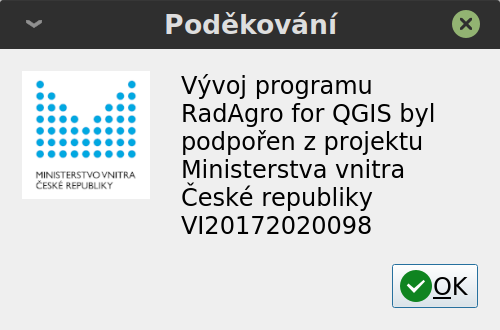 Poděkování
MINISTERSTVO VNITRA
ČESKÉ REPUBLIKY
Vývoj programu
RadAgro for QGIS byl
podpořen z projektu
Ministerstva vnitra
České republiky
VI20172020098
OK